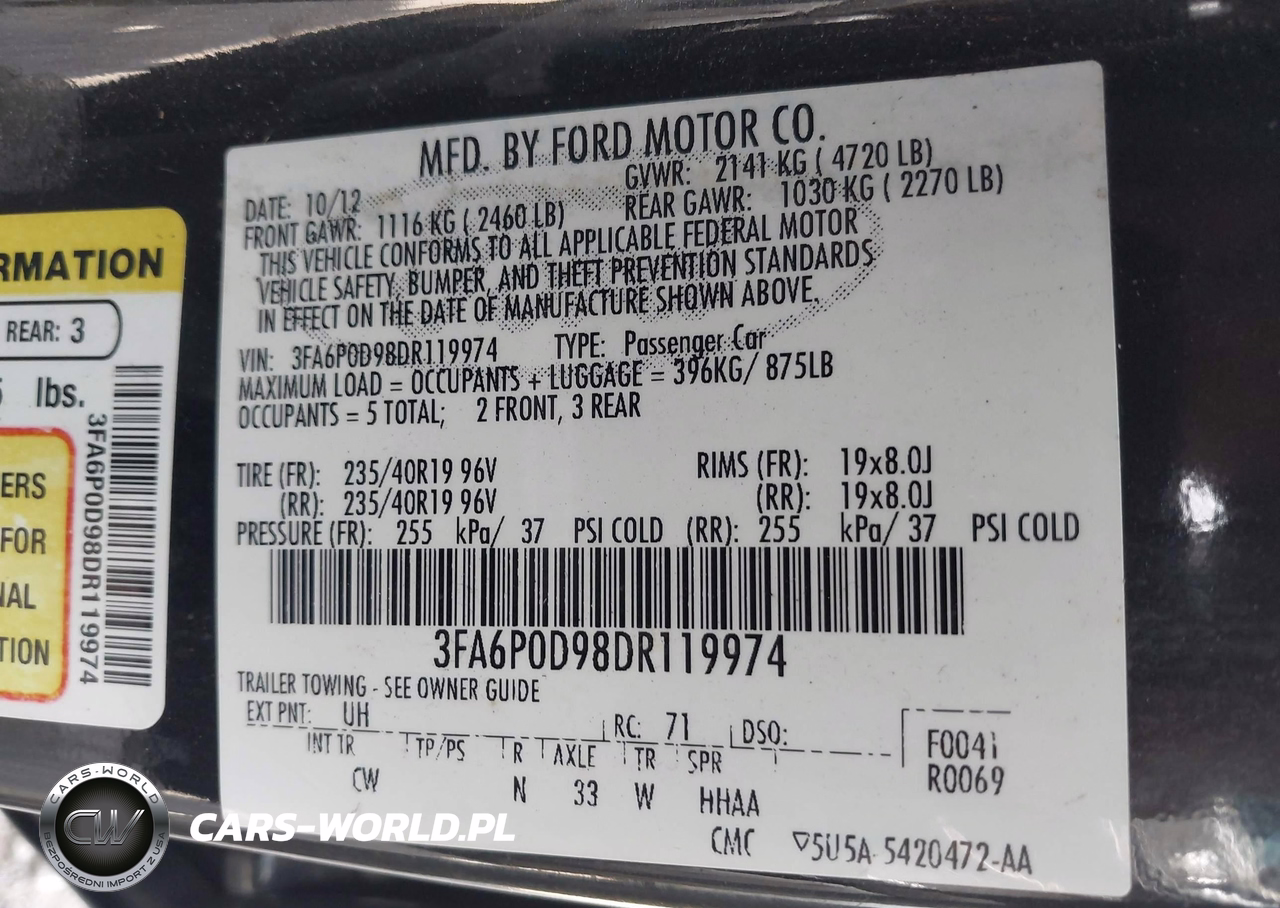 MFD. BY FORD MOTOR CO.
DATE: 10/12 GVWR: 2141 KG ( 4720 LB)
FRONT GAWR: 1116 KG ( 2460 LB) REAR GAWR: 1030 KG ( 2270 LB)
THIS VEHICLE CONFORMS TO ALL APPLICABLE FEDERAL MOTOR
VEHICLE SAFETY, BUMPER, AND THEFT PREVENTION STANDARDS
IN EFFECT ON THE DATE OF MANUFACTURE SHOWN ABOVE.
VIN: 3FA6P0D98DR119974 TYPE: Passenger Car
MAXIMUM LOAD = OCCUPANTS + LUGGAGE = 396KG/ 875LB
OCCUPANTS = 5 TOTAL; 2 FRONT, 3 REAR
TIRE (FR): 235/40R19 96V RIMS (FR): 19x8.0J
(RR): 235/40R19 96V (RR): 19x8.0J
PRESSURE (FR): 255 kPa/ 37 PSI COLD (RR): 255 kPa/ 37 PSI COLD
3FA6P0D98DR119974
TRAILER TOWING - SEE OWNER GUIDE
EXT PNT: UH RC: 71 DSO:
INT TR TP/PS R AXLE TR SPR
CW N 33 W HHAA
F0041
R0069
CMC 5U5A-5420472-AA
RMATION
REAR: 3
lbs.
3FA6P0D98DR119974
ERS
FOR
NAL
TION
CARS-WORLD
CW
BEZPOŚREDNI IMPORT Z USA
CARS-WORLD.PL